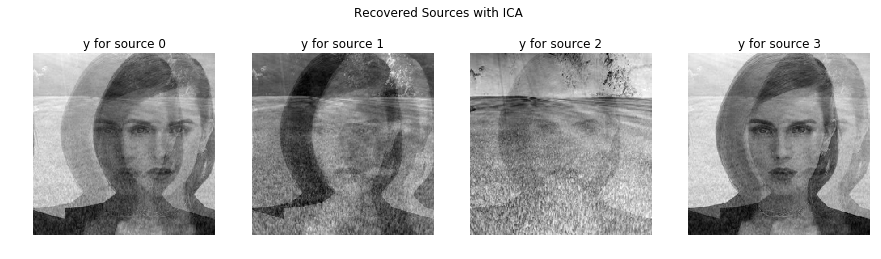 Recovered Sources with ICA
y for source 0
y for source 1
y for source 2
y for source 3